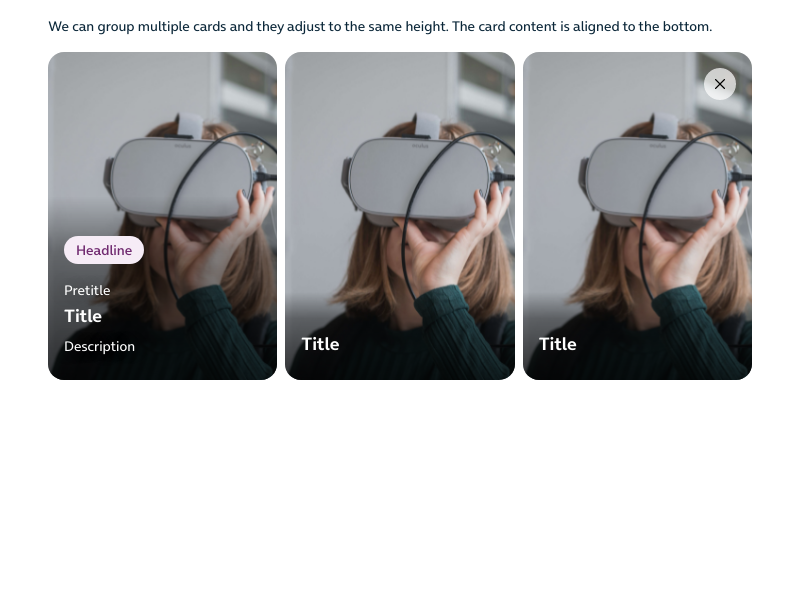 We can group multiple cards and they adjust to the same height. The card content is aligned to the bottom.
Headline
Pretitle
Title
Description
Title
Title